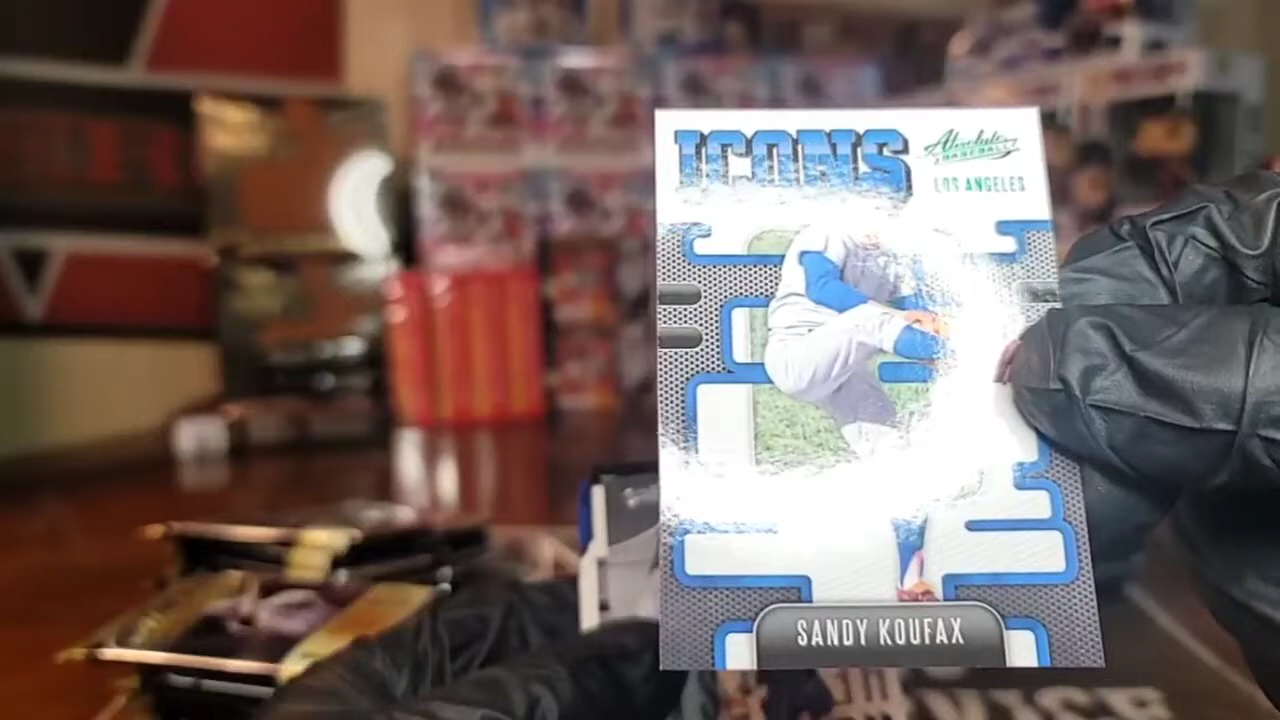 ICONS
Absolute
BASEBALL
LOS ANGELES
SANDY KOUFAX